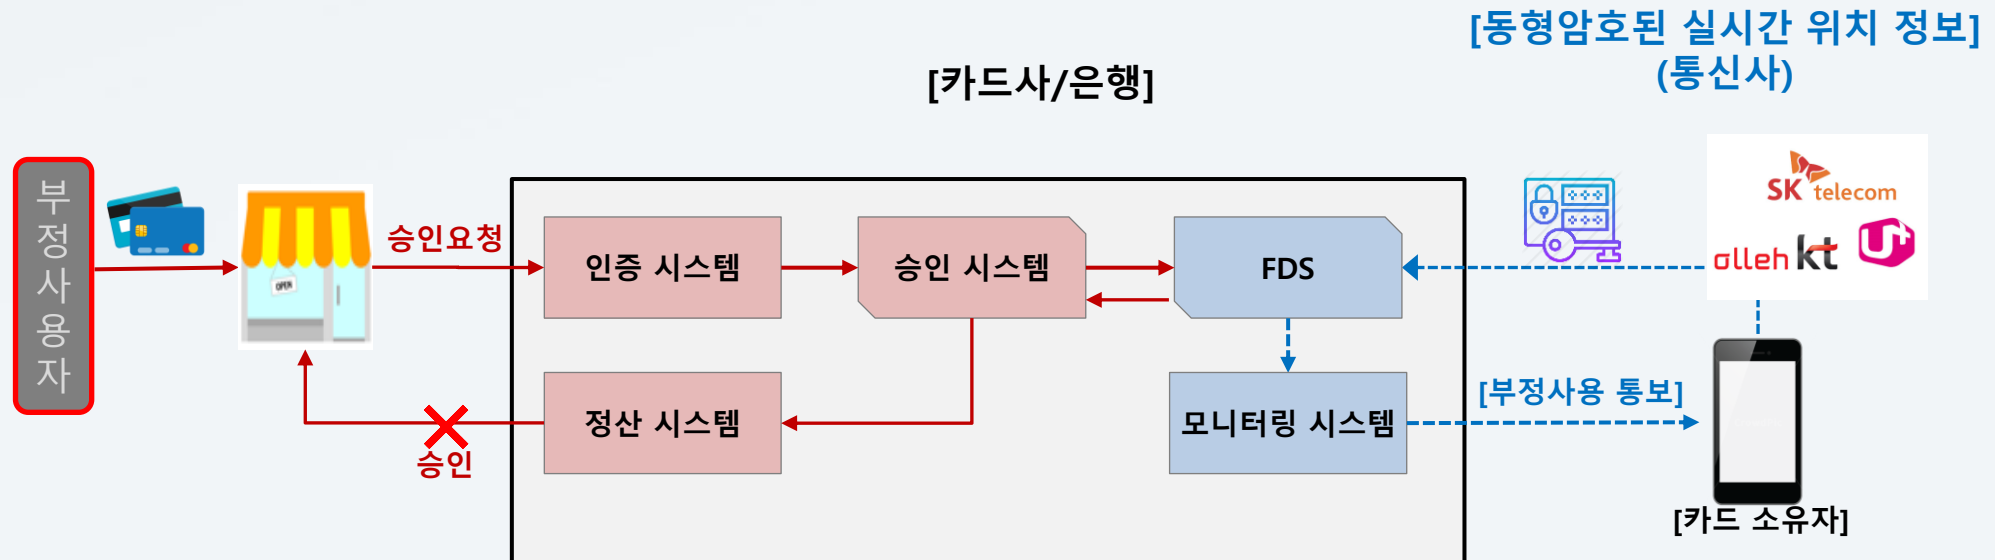 [동형암호된 실시간 위치 정보]
(통신사)
[카드사/은행]
부정사용자
OPEN
승인요청
인증 시스템
승인 시스템
FDS
SK telecom
olleh kt
U+
정산 시스템
모니터링 시스템
[부정사용 통보]
승인
[카드 소유자]